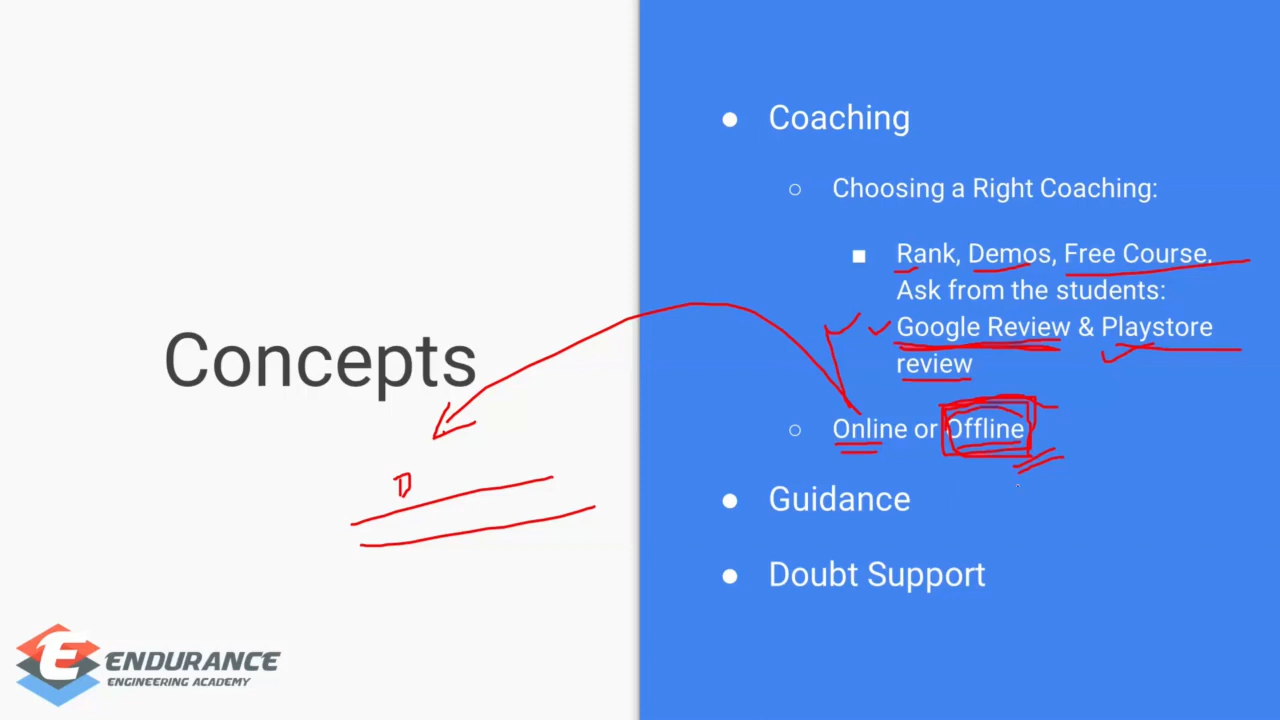 Concepts
D
ENDURANCE
ENGINEERING ACADEMY
Coaching
Choosing a Right Coaching:
Rank, Demos, Free Course.
Ask from the students:
Google Review & Playstore
review
Online or Offline
Guidance
Doubt Support